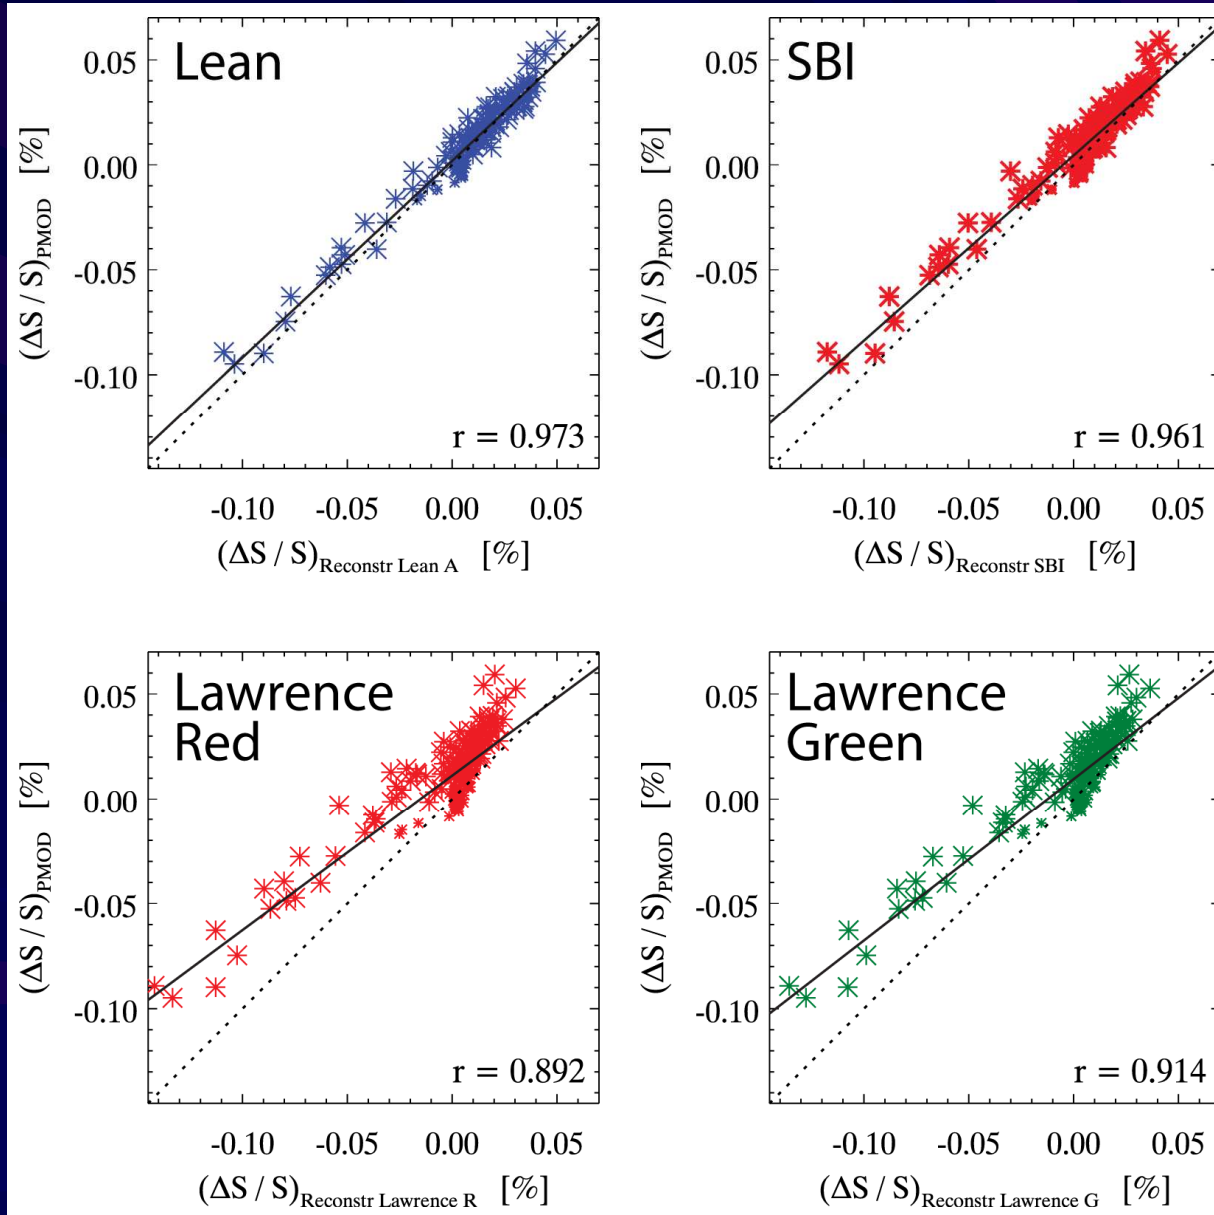 Lean
0.05
0.00
-0.05
-0.10
(ΔS / S)PMOD [%]
r = 0.973
-0.10 -0.05 0.00 0.05
(ΔS / S)Reconstr Lean A [%]
SBI
0.05
0.00
-0.05
-0.10
(ΔS / S)PMOD [%]
r = 0.961
-0.10 -0.05 0.00 0.05
(ΔS / S)Reconstr SBI [%]
Lawrence
Red
0.05
0.00
-0.05
-0.10
(ΔS / S)PMOD [%]
r = 0.892
-0.10 -0.05 0.00 0.05
(ΔS / S)Reconstr Lawrence R [%]
Lawrence
Green
0.05
0.00
-0.05
-0.10
(ΔS / S)PMOD [%]
r = 0.914
-0.10 -0.05 0.00 0.05
(ΔS / S)Reconstr Lawrence G [%]